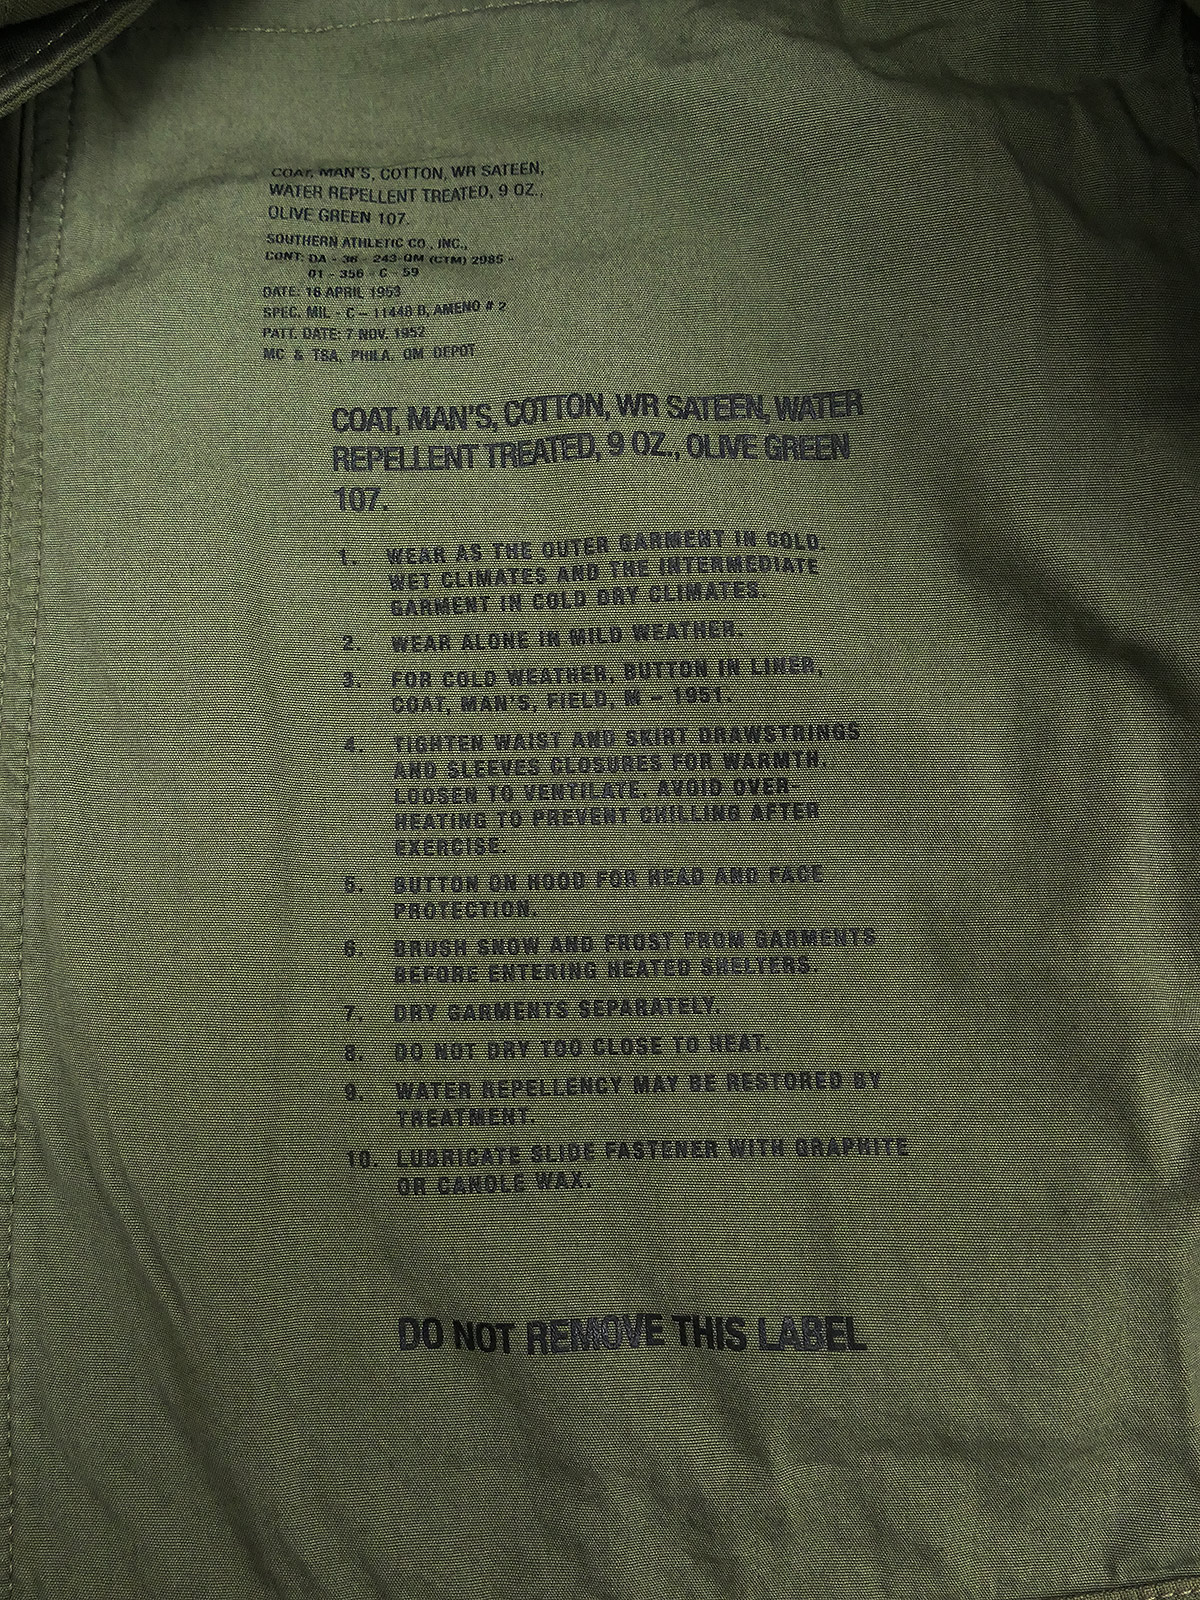 COAT, MAN'S, COTTON, WR SATEEN,
WATER REPELLENT TREATED, 9 OZ.,
OLIVE GREEN 107.
SOUTHERN ATHLETIC CO., INC.,
CONT: DA - 36 - 243-QM (CTM) 2985 -
01 - 356 - C - 59
DATE: 16 APRIL 1953
SPEC. MIL - C - 11448 B, AMENO # 2
PATT. DATE: 7 NOV. 1952
MC & TSA, PHILA. QM DEPOT
COAT, MAN'S, COTTON, WR SATEEN, WATER
REPELLENT TREATED, 9 OZ., OLIVE GREEN
107.
1. WEAR AS THE OUTER GARMENT IN COLD.
WET CLIMATES AND THE INTERMEDIATE
GARMENT IN COLD DRY CLIMATES.
2. WEAR ALONE IN MILD WEATHER.
3. FOR COLD WEATHER, BUTTON IN LINER,
COAT, MAN'S, FIELD, M - 1951.
4. TIGHTEN WAIST AND SKIRT DRAWSTRINGS
AND SLEEVES CLOSURES FOR WARMTH.
LOOSEN TO VENTILATE. AVOID OVER-
HEATING TO PREVENT CHILLING AFTER
EXERCISE.
5. BUTTON ON HOOD FOR HEAD AND FACE
PROTECTION.
6. BRUSH SNOW AND FROST FROM GARMENTS
BEFORE ENTERING HEATED SHELTERS.
7. DRY GARMENTS SEPARATELY.
8. DO NOT DRY TOO CLOSE TO HEAT.
9. WATER REPELLENCY MAY BE RESTORED BY
TREATMENT.
10. LUBRICATE SLIDE FASTENER WITH GRAPHITE
OR CANDLE WAX.
DO NOT REMOVE THIS LABEL